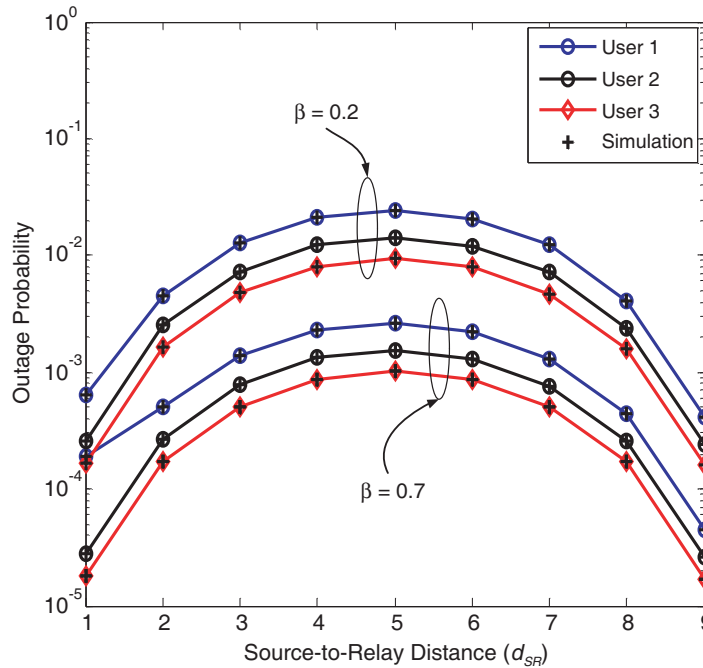 10^0
10^-1
10^-2
10^-3
10^-4
10^-5
Outage Probability
β = 0.2
β = 0.7
User 1
User 2
User 3
Simulation
1 2 3 4 5 6 7 8 9
Source-to-Relay Distance (d_SR)